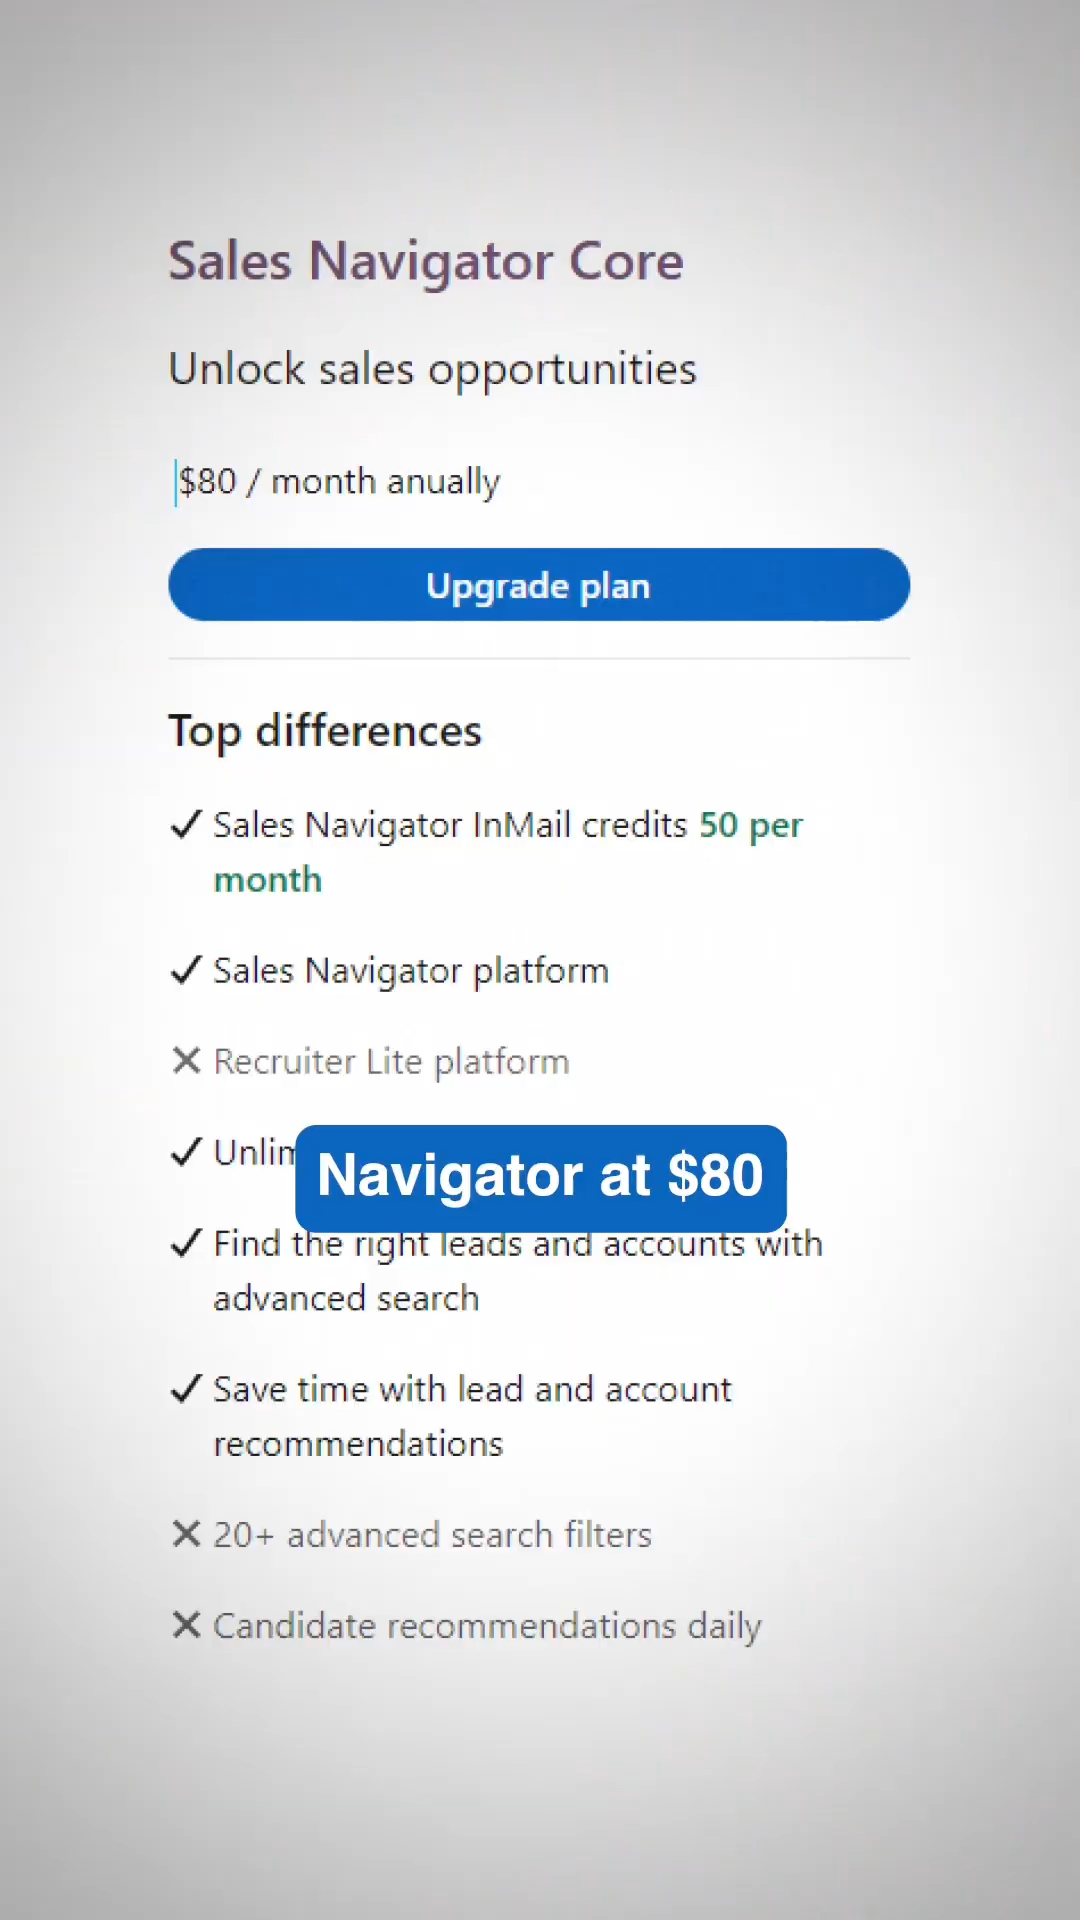 Sales Navigator Core
Unlock sales opportunities
$80 / month anually
Upgrade plan
Top differences
Sales Navigator InMail credits 50 per
month
Sales Navigator platform
Recruiter Lite platform
Navigator at $80
Find the right leads and accounts with
advanced search
Save time with lead and account
recommendations
20+ advanced search filters
Candidate recommendations daily